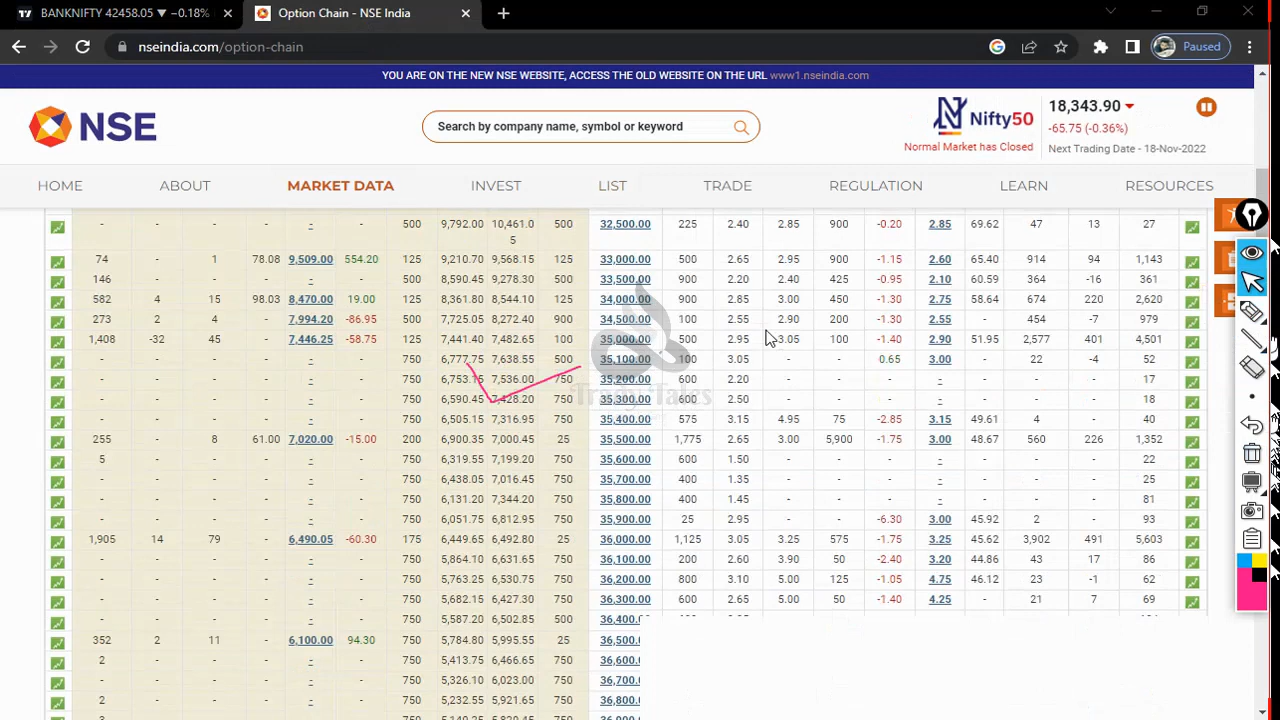 BANKNIFTY 42458.05 ▼ −0.18%
Option Chain - NSE India
nseindia.com/option-chain
Paused
YOU ARE ON THE NEW NSE WEBSITE, ACCESS THE OLD WEBSITE ON THE URL www1.nseindia.com
NSE
Search by company name, symbol or keyword
Nifty50
Normal Market has Closed
18,343.90
-65.75 (-0.36%)
Next Trading Date - 18-Nov-2022
HOME ABOUT MARKET DATA INVEST LIST TRADE REGULATION LEARN RESOURCES
- - - - - - 500 9,792.00 10,461.05 500 32,500.00 225 2.40 2.85 900 -0.20 2.85 69.62 47 13 27
74 - 1 78.08 9,509.00 554.20 125 9,210.70 9,568.10 125 33,000.00 500 2.65 2.95 900 -1.15 2.60 65.40 914 94 1,143
146 - - - - - 125 8,590.45 9,278.05 500 33,500.00 900 2.20 2.40 425 -0.95 2.10 60.59 364 -16 361
582 4 15 98.03 8,470.00 19.00 125 8,361.80 8,544.10 125 34,000.00 900 2.85 3.00 450 -1.30 2.75 58.64 674 220 2,620
273 2 4 - 7,994.20 -86.95 500 7,725.05 8,272.00 900 34,500.00 100 2.55 2.90 200 -1.30 2.55 - 454 -7 979
1,408 -32 45 - 7,446.25 -58.75 125 7,441.40 7,482.65 100 35,000.00 500 2.95 3.05 100 -1.40 2.90 51.95 2,577 401 4,501
- - - - - - 750 6,777.75 7,638.55 500 35,100.00 100 3.05 - - 0.65 3.00 - 22 -4 52
- - - - - - 750 6,753.15 7,536.00 750 35,200.00 600 2.20 - - - - - - - 17
- - - - - - 750 6,590.45 7,428.20 750 35,300.00 600 2.50 - - - - - - - 18
- - - - - - 750 6,505.15 7,316.95 750 35,400.00 575 3.15 4.95 75 -2.85 3.15 49.61 4 - 40
255 - 8 61.00 7,020.00 -15.00 200 6,900.35 7,000.45 25 35,500.00 1,775 2.65 3.00 5,900 -1.75 3.00 48.67 560 226 1,352
5 - - - - - 750 6,319.55 7,199.20 750 35,600.00 600 1.50 - - - - - - - 22
- - - - - - 750 6,438.05 7,016.45 750 35,700.00 400 1.35 - - - - - - - 25
- - - - - - 750 6,131.20 7,344.20 750 35,800.00 400 1.45 - - - - - - - 81
- - - - - - 750 6,051.75 6,812.95 750 35,900.00 25 2.95 - - -6.30 3.00 45.92 2 - 93
1,905 14 79 - 6,490.05 -60.30 175 6,449.65 6,492.80 25 36,000.00 1,125 3.05 3.25 575 -1.75 3.25 45.62 3,902 491 5,603
- - - - - - 750 5,864.10 6,631.65 750 36,100.00 200 2.60 3.90 50 -2.40 3.20 44.86 43 17 86
- - - - - - 750 5,763.25 6,530.75 750 36,200.00 800 3.10 5.00 125 -1.05 4.75 46.12 23 -1 62
- - - - - - 750 5,682.15 6,427.30 750 36,300.00 600 2.65 5.00 50 -1.40 4.25 - 21 7 69
- - - - - - 750 5,587.20 6,502.85 500 36,400.
352 2 11 - 6,100.00 94.30 750 5,784.80 5,995.55 25 36,500.
2 - - - - - 750 5,413.75 6,466.65 750 36,600.
- - - - - - 750 5,326.10 6,023.00 750 36,700.
2 - - - - - 750 5,232.55 5,921.65 750 36,800.
Trady Tales